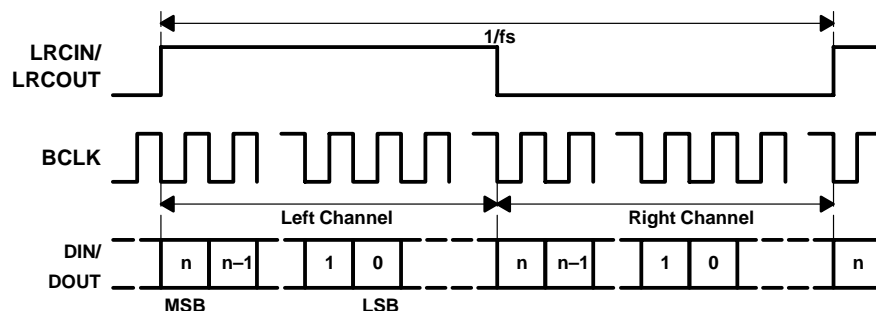 1/fs
LRCIN/
LRCOUT
BCLK
Left Channel Right Channel
DIN/
DOUT
n n–1 1 0 n n–1 1 0 n
MSB LSB